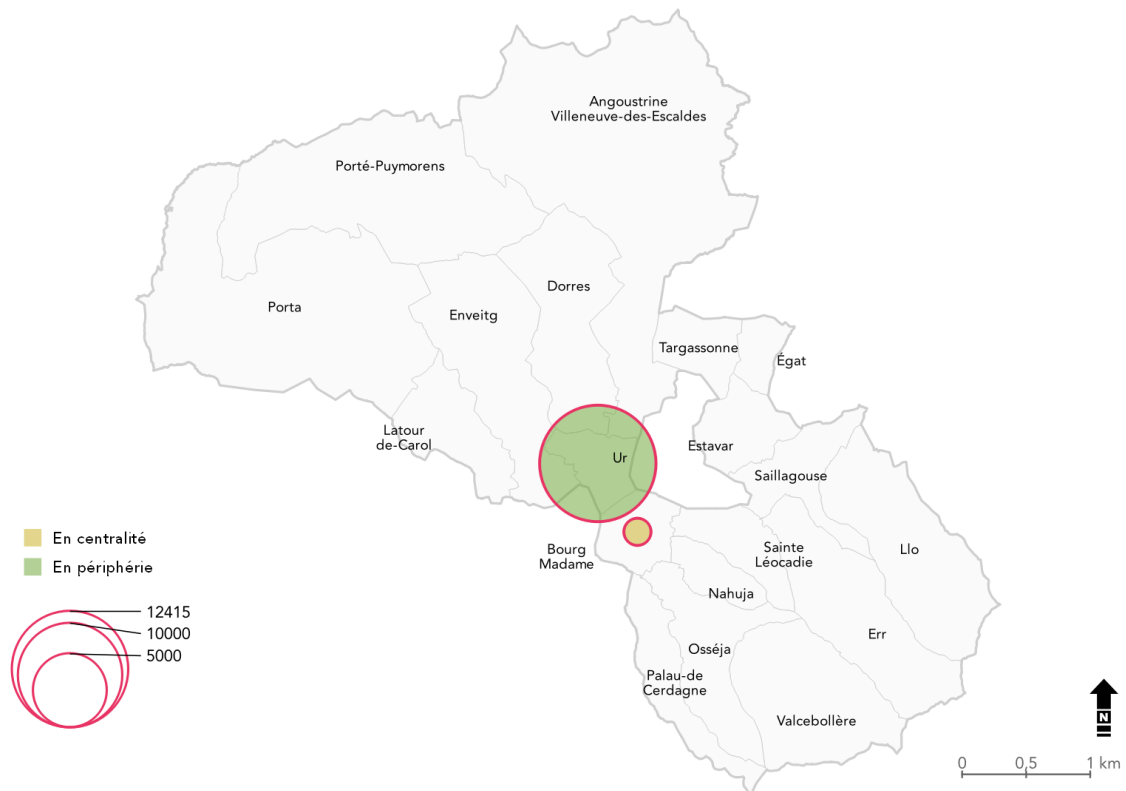 Angoustrine
Villeneuve-des-Escaldes
Porté-Puymorens
Dorres
Porta
Enveitg
Targassonne
Égat
Latour
de-Carol
Ur
Estavar
Saillagouse
En centralité
En périphérie
Bourg
Madame
Sainte
Léocadie
Llo
Nahuja
12415
10000
5000
Err
Osséja
Palau-de
Cerdagne
Valcebollère
N
0 0,5 1 km